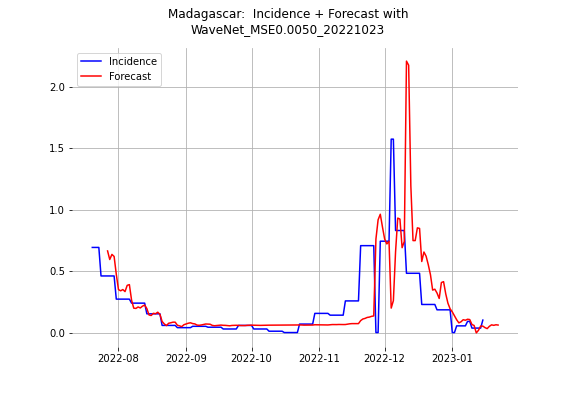 Madagascar:  Incidence + Forecast with
WaveNet_MSE0.0050_20221023
Incidence
Forecast
2.0
1.5
1.0
0.5
0.0
2022-08
2022-09
2022-10
2022-11
2022-12
2023-01